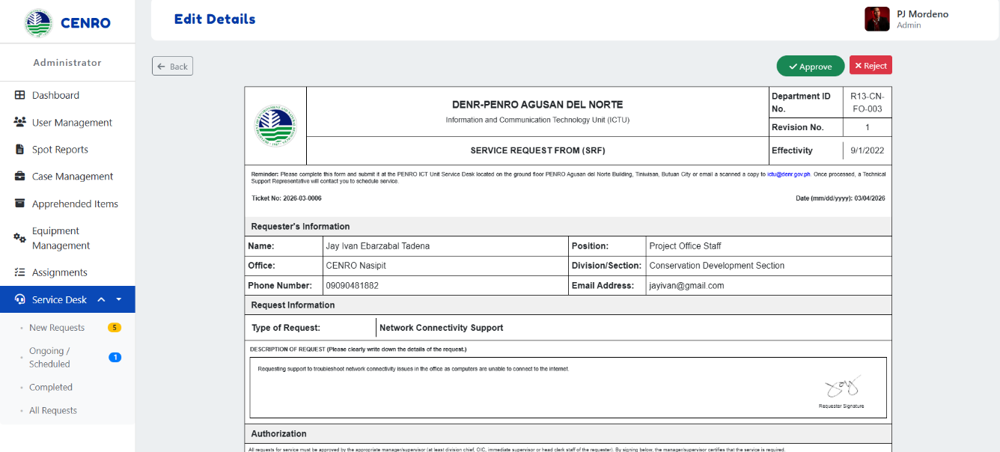 CENRO
Edit Details
PJ Mordeno
Admin
Administrator
Back
Approve
Reject
Dashboard
User Management
Spot Reports
Case Management
Apprehended Items
Equipment
Management
Assignments
Service Desk
New Requests 5
Ongoing /
Scheduled 1
Completed
All Requests
DENR-PENRO AGUSAN DEL NORTE
Information and Communication Technology Unit (ICTU)
SERVICE REQUEST FROM (SRF)
Department ID
No.
R13-CN-
FO-003
Revision No. 1
Effectivity 9/1/2022
Reminder: Please complete this form and submit it at the PENRO ICT Unit Service Desk located on the ground floor PENRO Agusan del Norte Building, Tiniwisan, Butuan City or email a scanned a copy to ictu@denr.gov.ph. Once processed, a Technical
Support Representative will contact you to schedule service.
Ticket No: 2026-03-0006 Date (mm/dd/yyyy): 03/04/2026
Requester's Information
Name: Jay Ivan Ebarzabal Tadena Position: Project Office Staff
Office: CENRO Nasipit Division/Section: Conservation Development Section
Phone Number: 09090481882 Email Address: jayivan@gmail.com
Request Information
Type of Request: Network Connectivity Support
DESCRIPTION OF REQUEST (Please clearly write down the details of the request.)
Requesting support to troubleshoot network connectivity issues in the office as computers are unable to connect to the internet.
Requester Signature
Authorization
All requests for service must be approved by the appropriate manager/supervisor (at least division chief, OIC, immediate supervisor or head clerk staff of the requester). By signing below, the manager/supervisor certifies that the service is required.